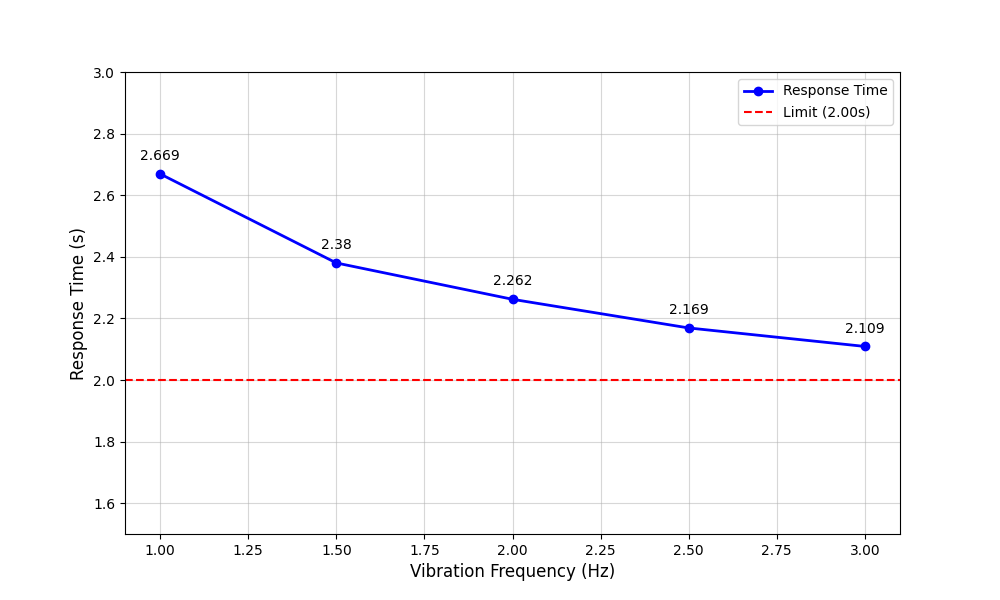 Response Time
Limit (2.00s)
3.0
2.8
2.6
2.4
2.2
2.0
1.8
1.6
Response Time (s)
2.669
2.38
2.262
2.169
2.109
1.00 1.25 1.50 1.75 2.00 2.25 2.50 2.75 3.00
Vibration Frequency (Hz)